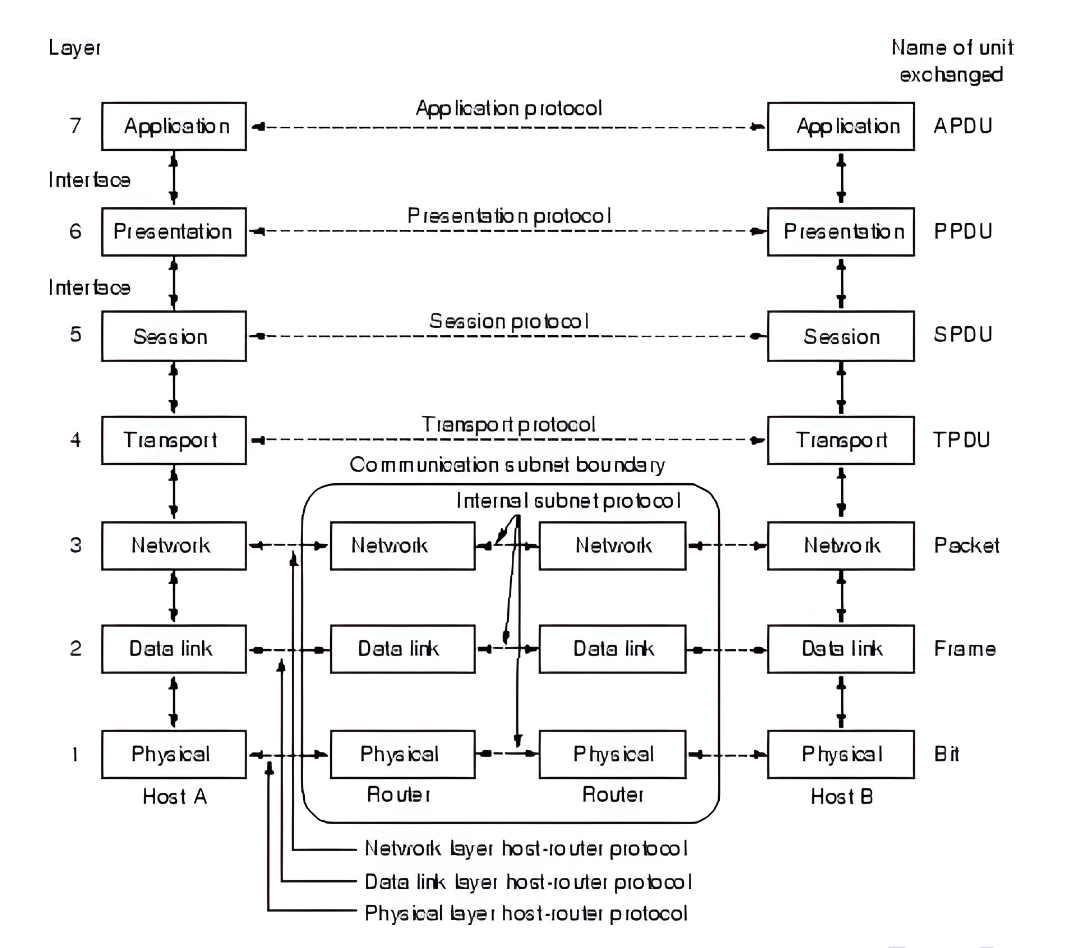 Layer
Name of unit
exchanged
7 Application Application protocol Application APDU
Interface
6 Presentation Presentation protocol Presentation PPDU
Interface
5 Session Session protocol Session SPDU
4 Transport Transport protocol Transport TPDU
Communication subnet boundary
Internal subnet protocol
3 Network Network Network Network Packet
2 Data link Data link Data link Data link Frame
1 Physical Physical Physical Physical Bit
Host A Router Router Host B
Network layer host-router protocol
Data link layer host-router protocol
Physical layer host-router protocol